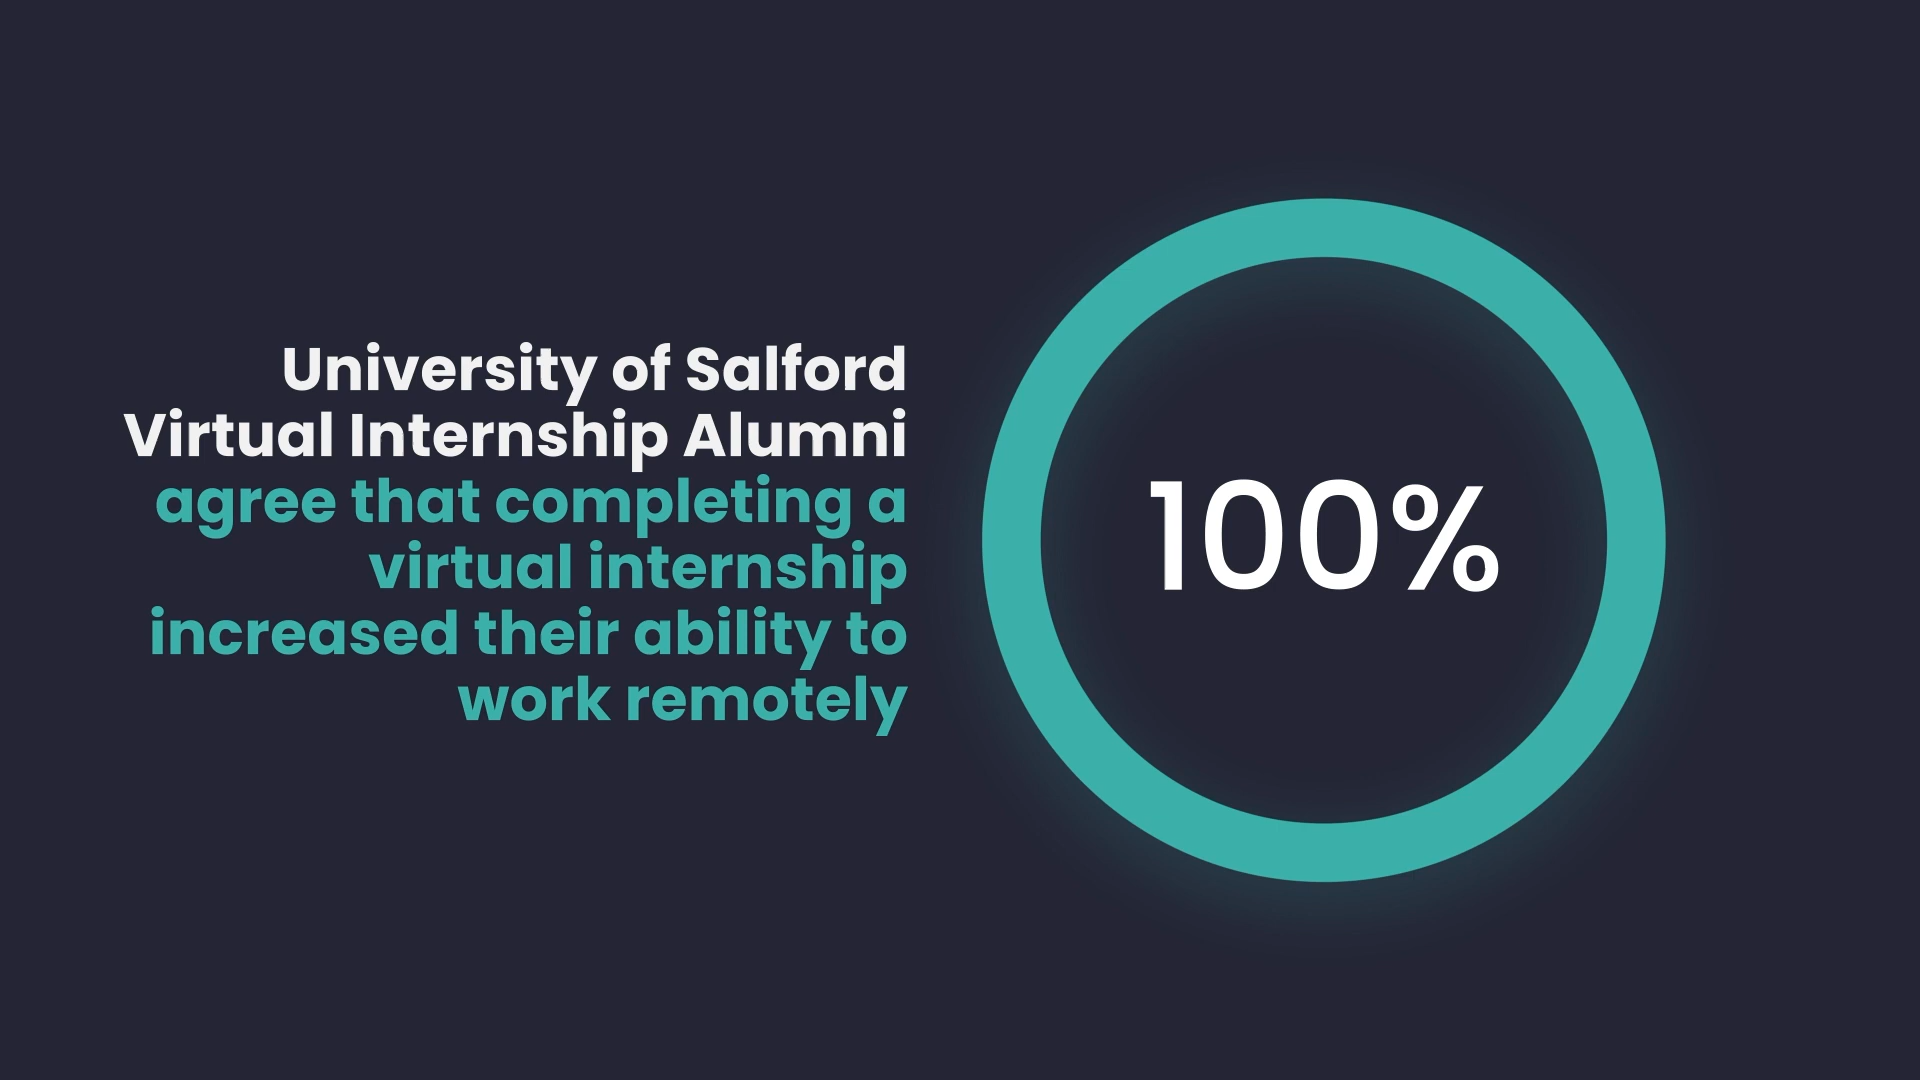 University of Salford
Virtual Internship Alumni
agree that completing a
virtual internship
increased their ability to
work remotely
100%